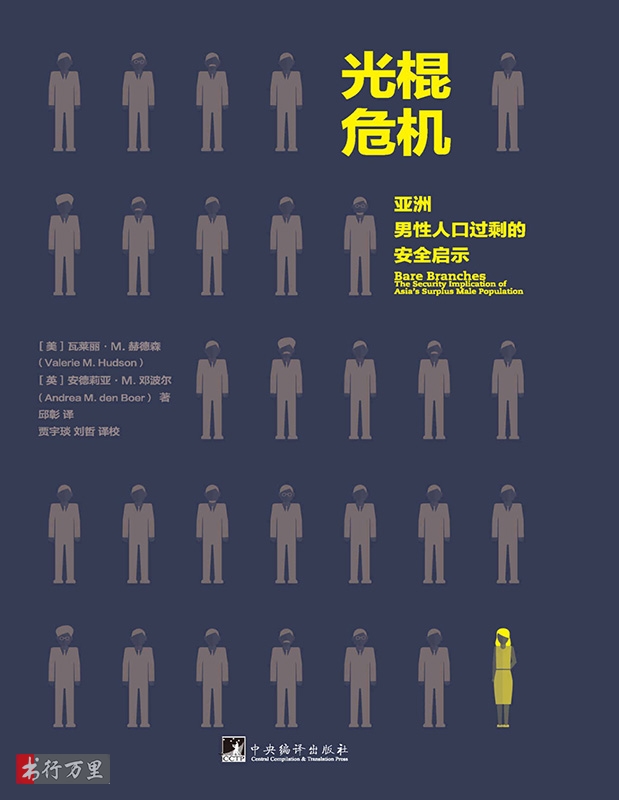 光棍
危机
亚洲
男性人口过剩的
安全启示
Bare Branches
The Security Implication of
Asia's Surplus Male Population
[美] 瓦莱丽·M. 赫德森
(Valerie M. Hudson)
[英] 安德莉亚·M. 邓波尔
(Andrea M. den Boer) 著
邱彰 译
贾宇琰 刘哲 译校
CCTP
中央编译出版社
Central Compilation & Translation Press
书行万里